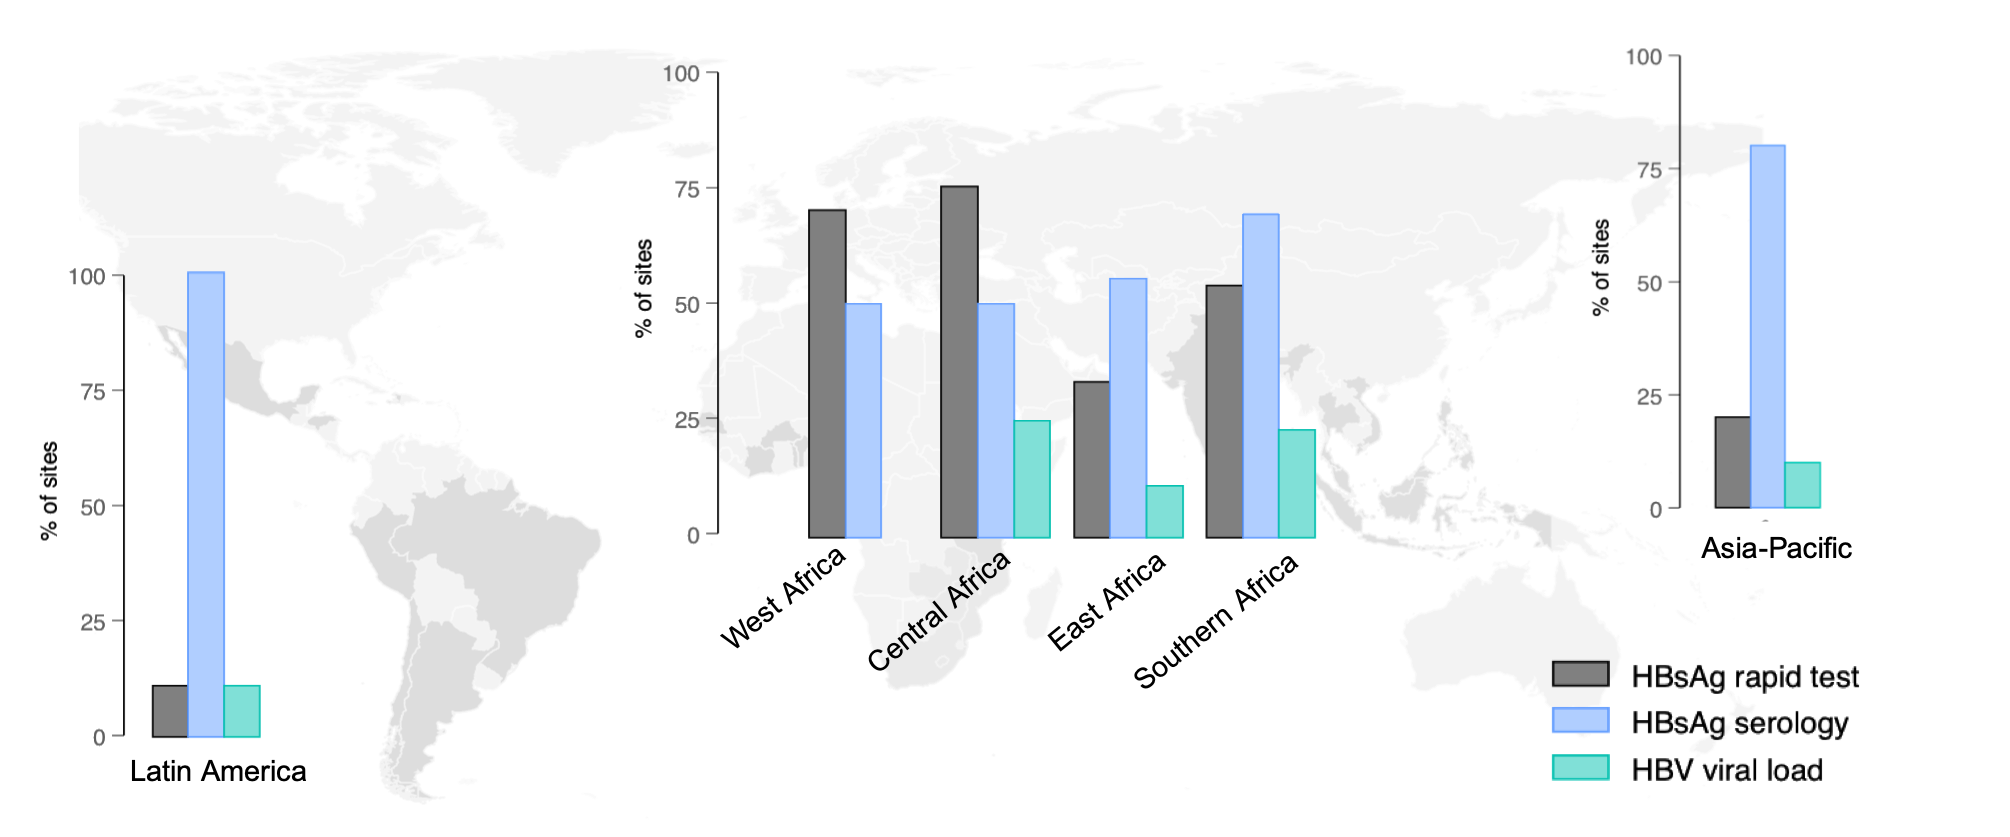 100
75
50
25
0
% of sites
Latin America
100
75
50
25
0
% of sites
West Africa
Central Africa
East Africa
Southern Africa
100
75
50
25
0
% of sites
Asia-Pacific
HBsAg rapid test
HBsAg serology
HBV viral load